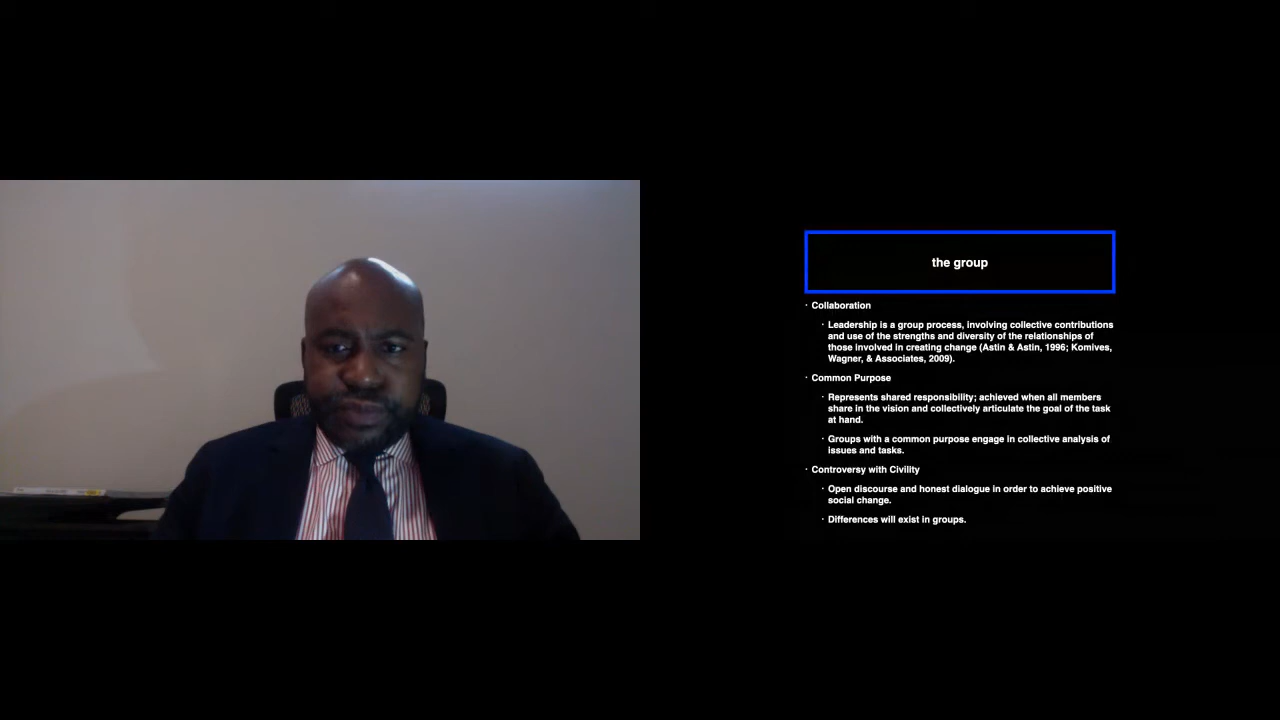 the group
· Collaboration
· Leadership is a group process, involving collective contributions
and use of the strengths and diversity of the relationships of
those involved in creating change (Astin & Astin, 1996; Komives,
Wagner, & Associates, 2009).
· Common Purpose
· Represents shared responsibility; achieved when all members
share in the vision and collectively articulate the goal of the task
at hand.
· Groups with a common purpose engage in collective analysis of
issues and tasks.
· Controversy with Civility
· Open discourse and honest dialogue in order to achieve positive
social change.
· Differences will exist in groups.